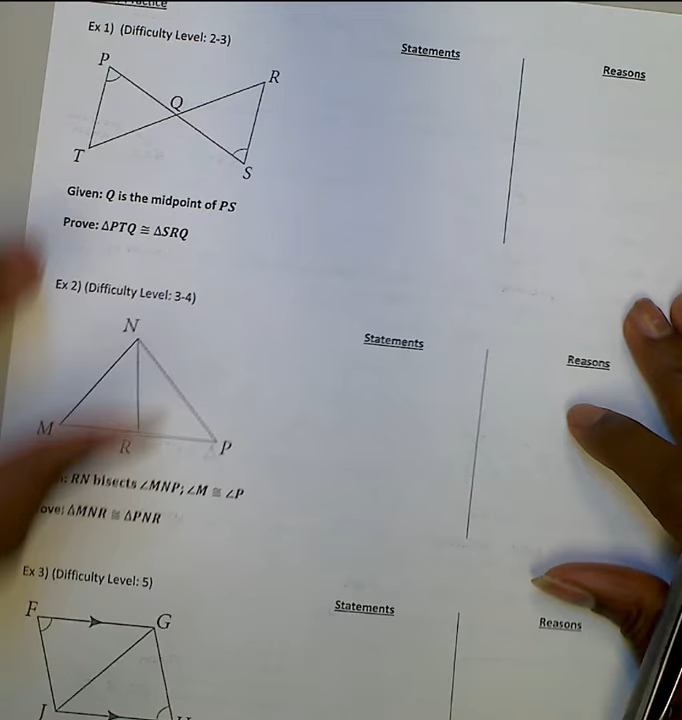 Ex 1) (Difficulty Level: 2-3)
Statements
Reasons
P
R
Q
T
S
Given: Q is the midpoint of PS
Prove: ΔPTQ ≅ ΔSRQ
Ex 2) (Difficulty Level: 3-4)
Statements
Reasons
N
M
R
P
: RN bisects ∠MNP; ∠M ≅ ∠P
ove: ΔMNR ≅ ΔPNR
Ex 3) (Difficulty Level: 5)
Statements
Reasons
F
G
J